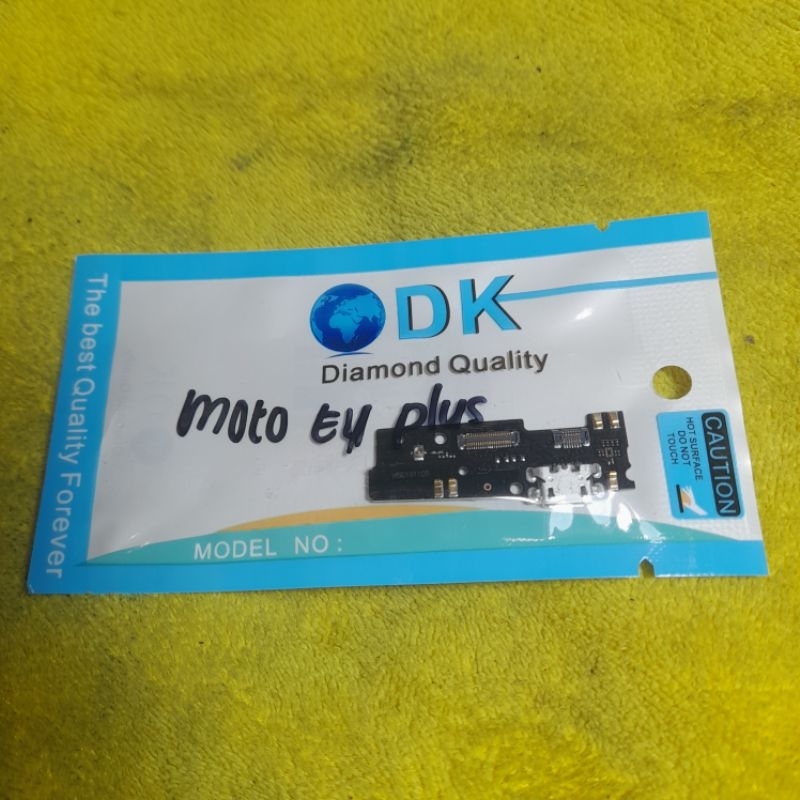 The best Quality Forever
DK
Diamond Quality
moto E4 plus
MODEL NO :
CAUTION
HOT SURFACE
DO NOT
TOUCH